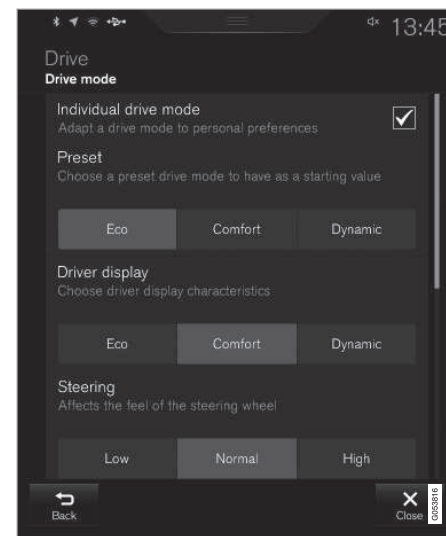 13:45
Drive
Drive mode
Individual drive mode
Adapt a drive mode to personal preferences
Preset
Choose a preset drive mode to have as a starting value
Eco Comfort Dynamic
Driver display
Choose driver display characteristics
Eco Comfort Dynamic
Steering
Affects the feel of the steering wheel
Low Normal High
Back Close
G053816